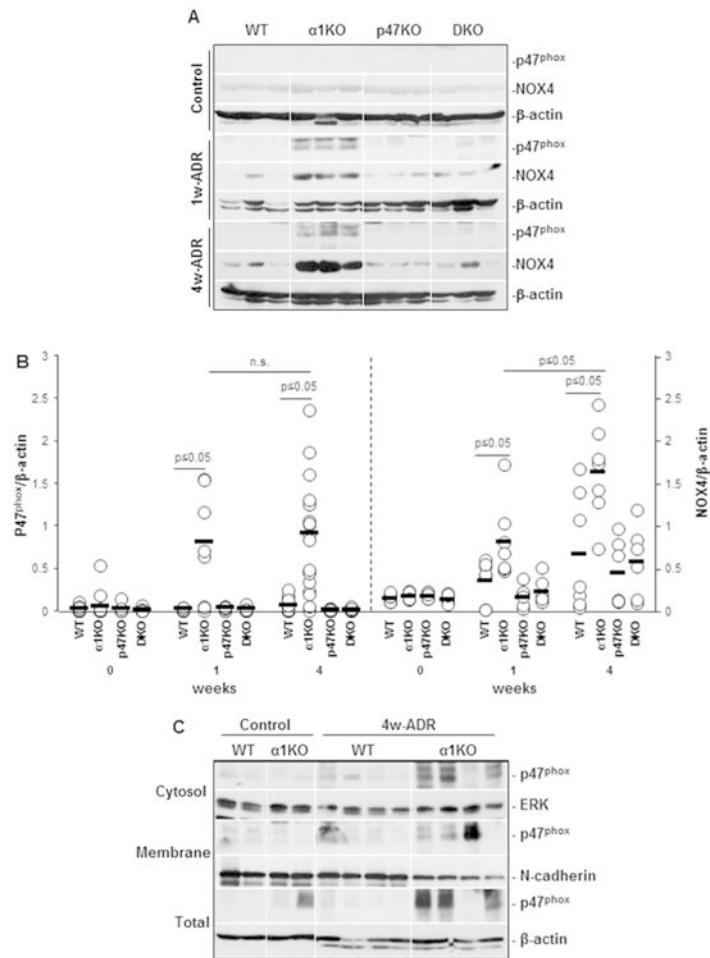 A
WT α1KO p47KO DKO
Control
-p47phox
-NOX4
β-actin
1w-ADR
-p47phox
-NOX4
β-actin
4w-ADR
-p47phox
-NOX4
β-actin
B
P47phox/β-actin
3
2.5
2
1.5
1
0.5
0
n.s.
p≤0.05
p≤0.05
p≤0.05
p≤0.05
p≤0.05
3
2.5
2
1.5
1
0.5
0
NOX4/β-actin
WT α1KO p47KO DKO WT α1KO p47KO DKO WT α1KO p47KO DKO WT α1KO p47KO DKO WT α1KO p47KO DKO WT α1KO p47KO DKO
0 1 4 0 1 4
weeks weeks
C
Control 4w-ADR
WT α1KO WT α1KO
Cytosol
- p47phox
- ERK
Membrane
- p47phox
N-cadherin
Total
- p47phox
- β-actin